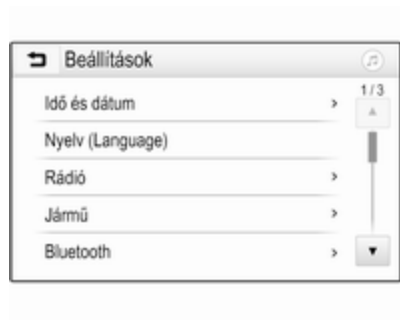 Beállítások
1/3
Idő és dátum
Nyelv (Language)
Rádió
Jármű
Bluetooth